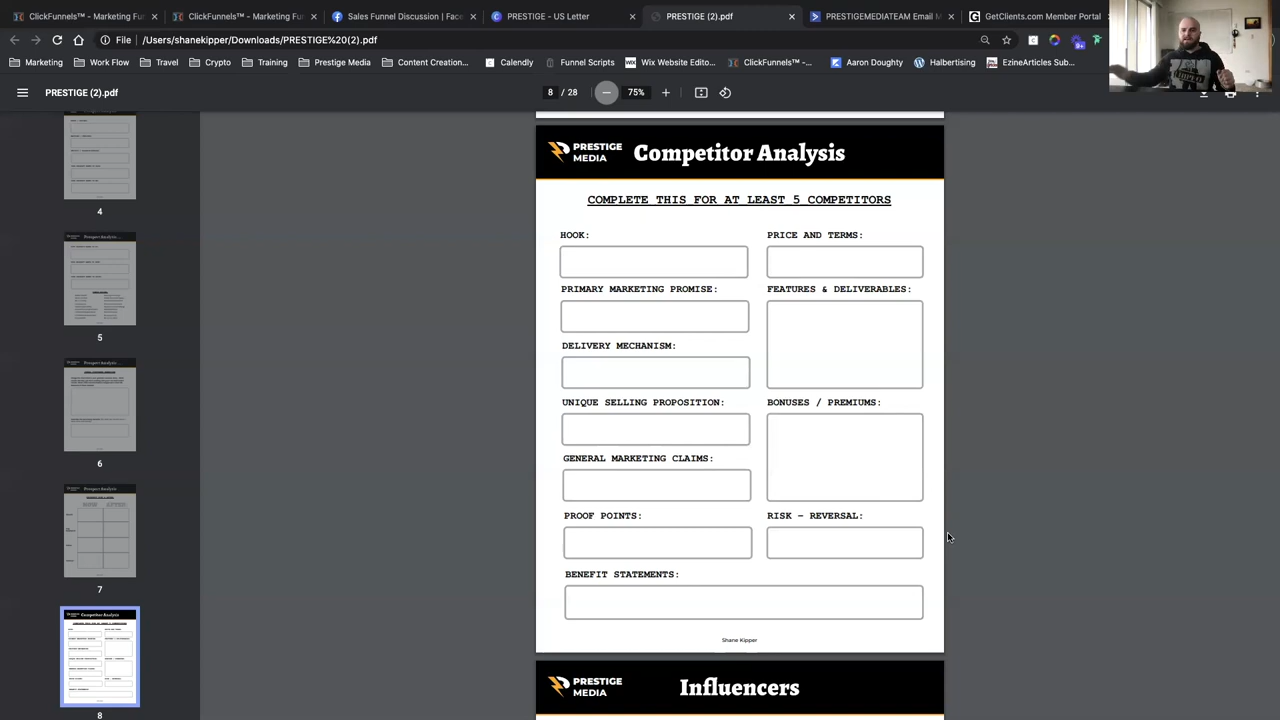 ClickFunnels™ - Marketing Fun
ClickFunnels™ - Marketing Fun
Sales Funnel Discussion | Face
PRESTIGE - US Letter
PRESTIGE (2).pdf
PRESTIGEMEDIATEAM Email M
GetClients.com Member Portal
File
/Users/shanekipper/Downloads/PRESTIGE%20(2).pdf
Marketing
Work Flow
Travel
Crypto
Training
Prestige Media
Content Creation...
Calendly
Funnel Scripts
Wix Website Edito...
ClickFunnels™ -...
Aaron Doughty
Halbertising
EzineArticles Sub...
PRESTIGE (2).pdf
8 / 28
75%
4
5
6
7
8
PRESTIGE
MEDIA
Competitor Analysis
COMPLETE THIS FOR AT LEAST 5 COMPETITORS
HOOK:
PRICE AND TERMS:
PRIMARY MARKETING PROMISE:
FEATURES & DELIVERABLES:
DELIVERY MECHANISM:
UNIQUE SELLING PROPOSITION:
BONUSES / PREMIUMS:
GENERAL MARKETING CLAIMS:
PROOF POINTS:
RISK - REVERSAL:
BENEFIT STATEMENTS:
Shane Kipper
PRESTIGE
MEDIA